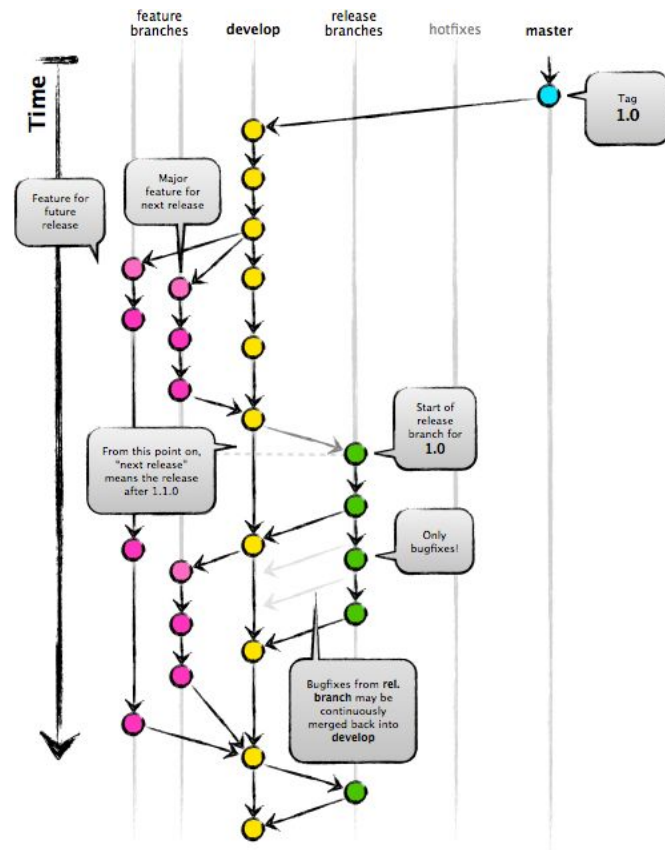 feature
branches
develop
release
branches
hotfixes
master
Time
Tag
1.0
Feature for
future
release
Major
feature for
next release
Start of
release
branch for
1.0
From this point on,
"next release"
means the release
after 1.1.0
Only
bugfixes!
Bugfixes from rel.
branch may be
continuously
merged back into
develop